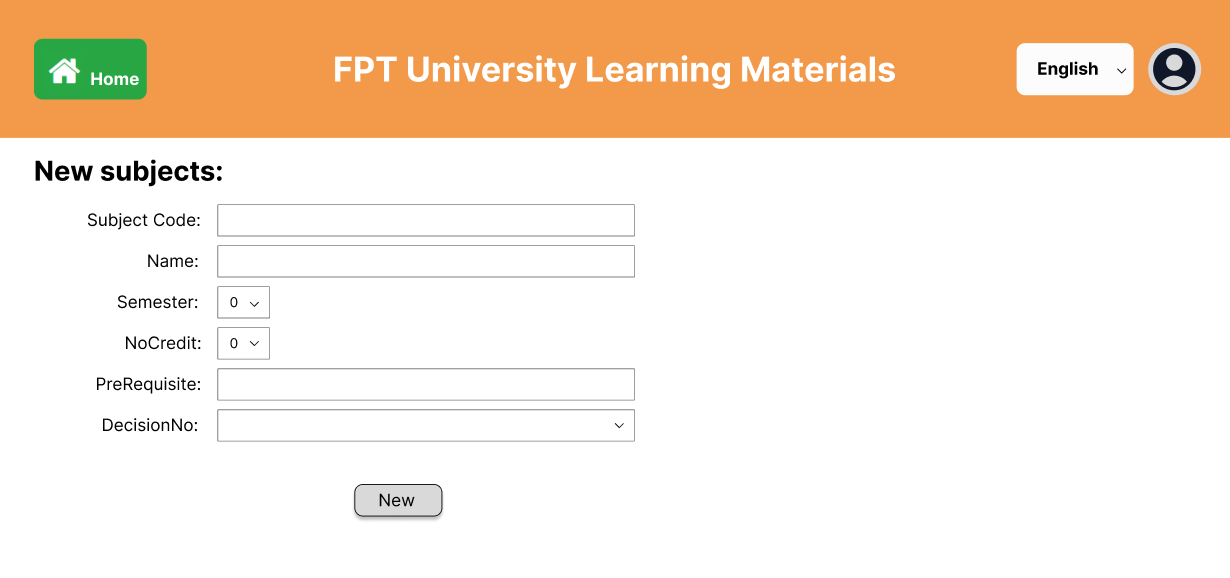 Home
FPT University Learning Materials
English
New subjects:
Subject Code:
Name:
Semester: 0
NoCredit: 0
PreRequisite:
DecisionNo:
New